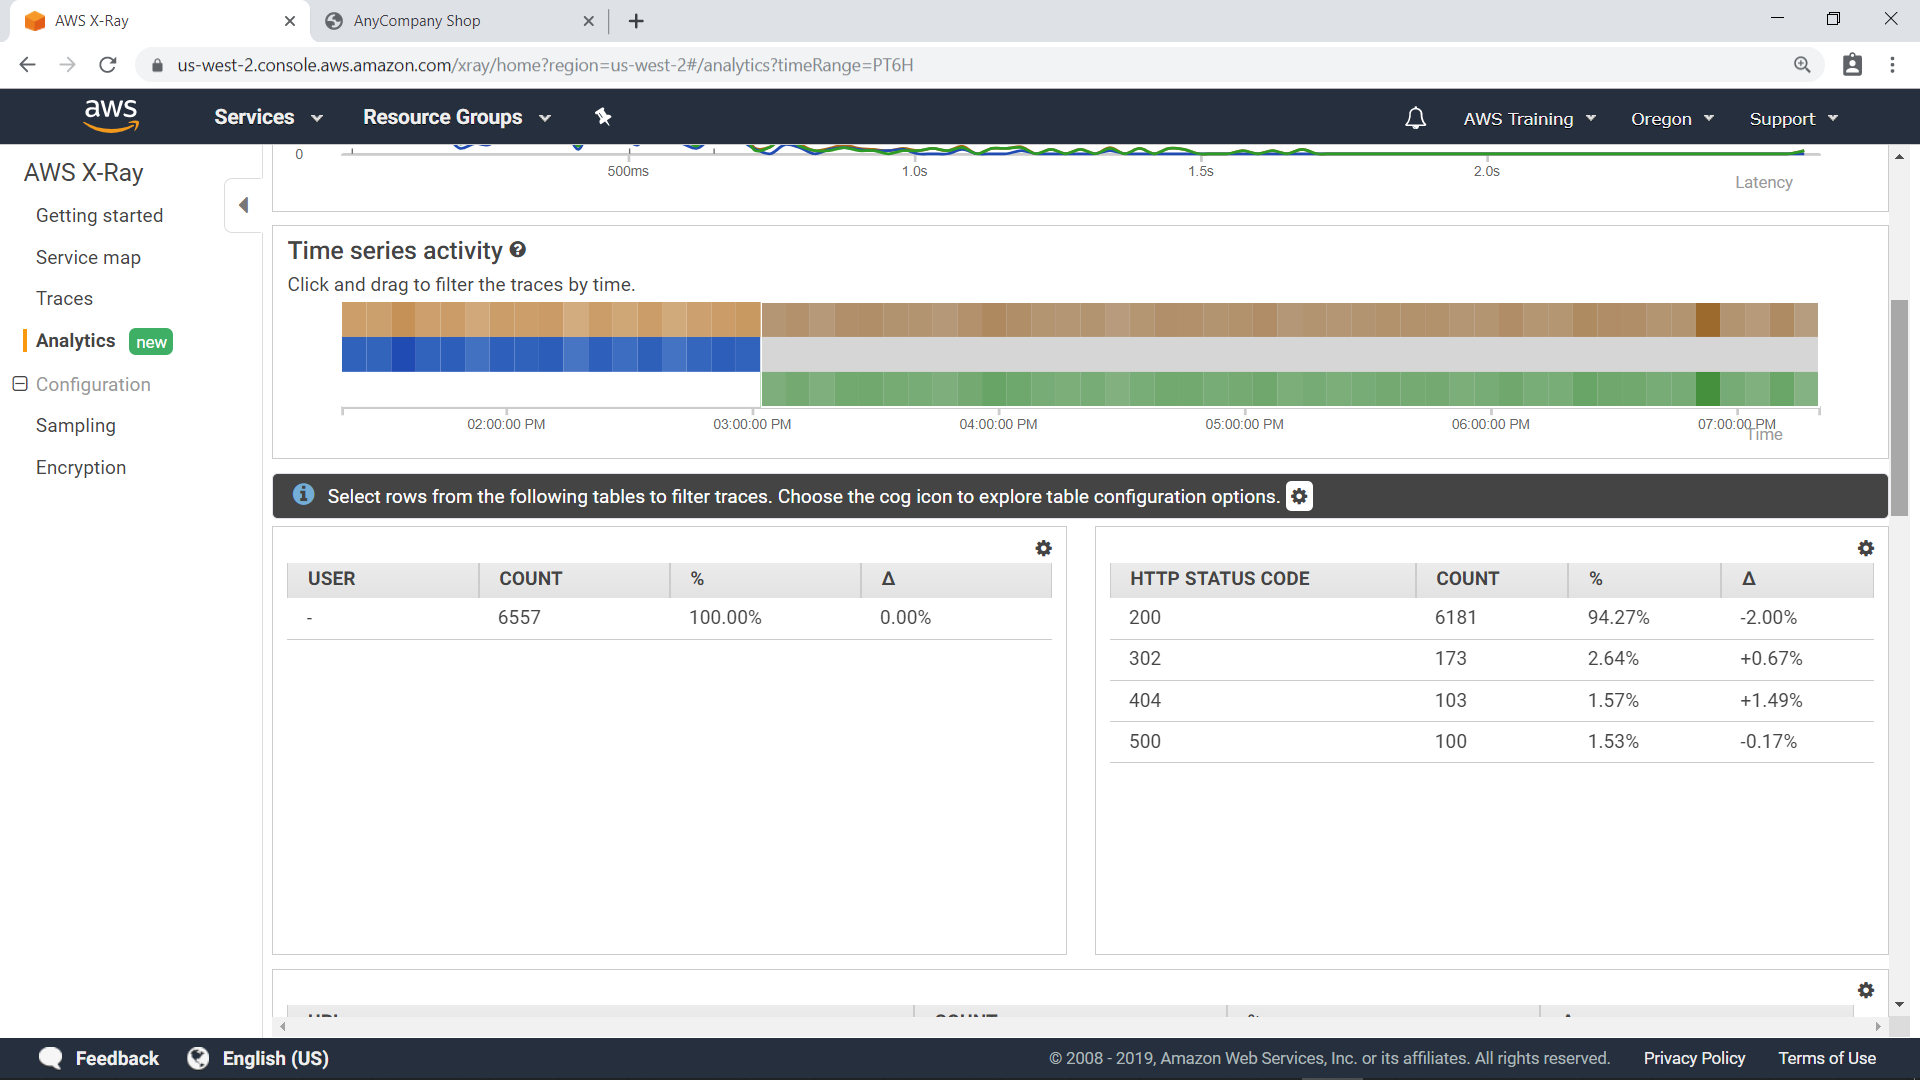 AWS X-Ray
AnyCompany Shop
us-west-2.console.aws.amazon.com/xray/home?region=us-west-2#/analytics?timeRange=PT6H
aws
Services
Resource Groups
AWS Training
Oregon
Support
AWS X-Ray
Getting started
Service map
Traces
Analytics new
Configuration
Sampling
Encryption
0
500ms 1.0s 1.5s 2.0s
Latency
Time series activity
Click and drag to filter the traces by time.
02:00:00 PM 03:00:00 PM 04:00:00 PM 05:00:00 PM 06:00:00 PM 07:00:00 PM
Time
Select rows from the following tables to filter traces. Choose the cog icon to explore table configuration options.
USER COUNT % Δ
- 6557 100.00% 0.00%
HTTP STATUS CODE COUNT % Δ
200 6181 94.27% -2.00%
302 173 2.64% +0.67%
404 103 1.57% +1.49%
500 100 1.53% -0.17%
Feedback
English (US)
© 2008 - 2019, Amazon Web Services, Inc. or its affiliates. All rights reserved.
Privacy Policy
Terms of Use